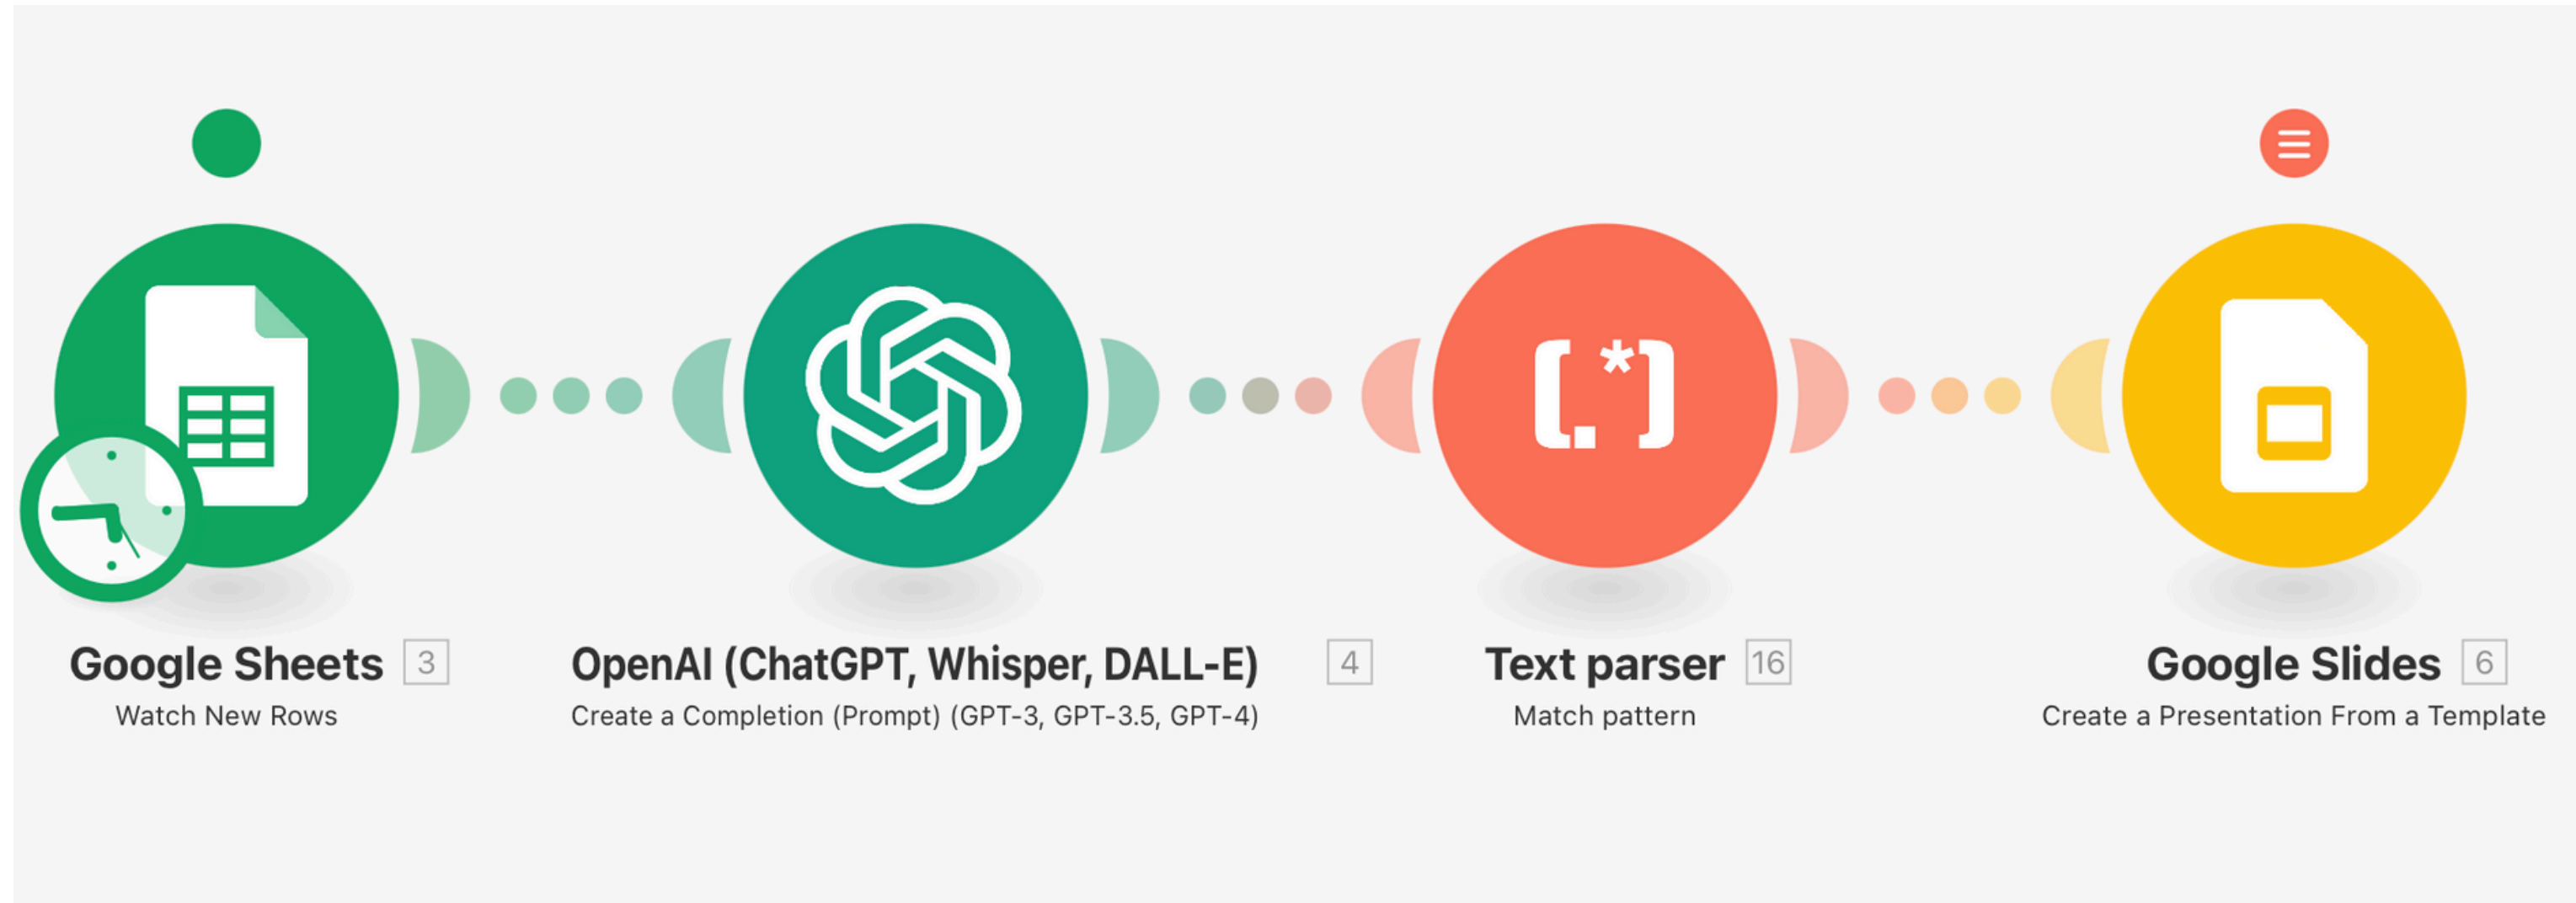 [.*]
Google Sheets 3
Watch New Rows
OpenAI (ChatGPT, Whisper, DALL-E) 4
Create a Completion (Prompt) (GPT-3, GPT-3.5, GPT-4)
Text parser 16
Match pattern
Google Slides 6
Create a Presentation From a Template